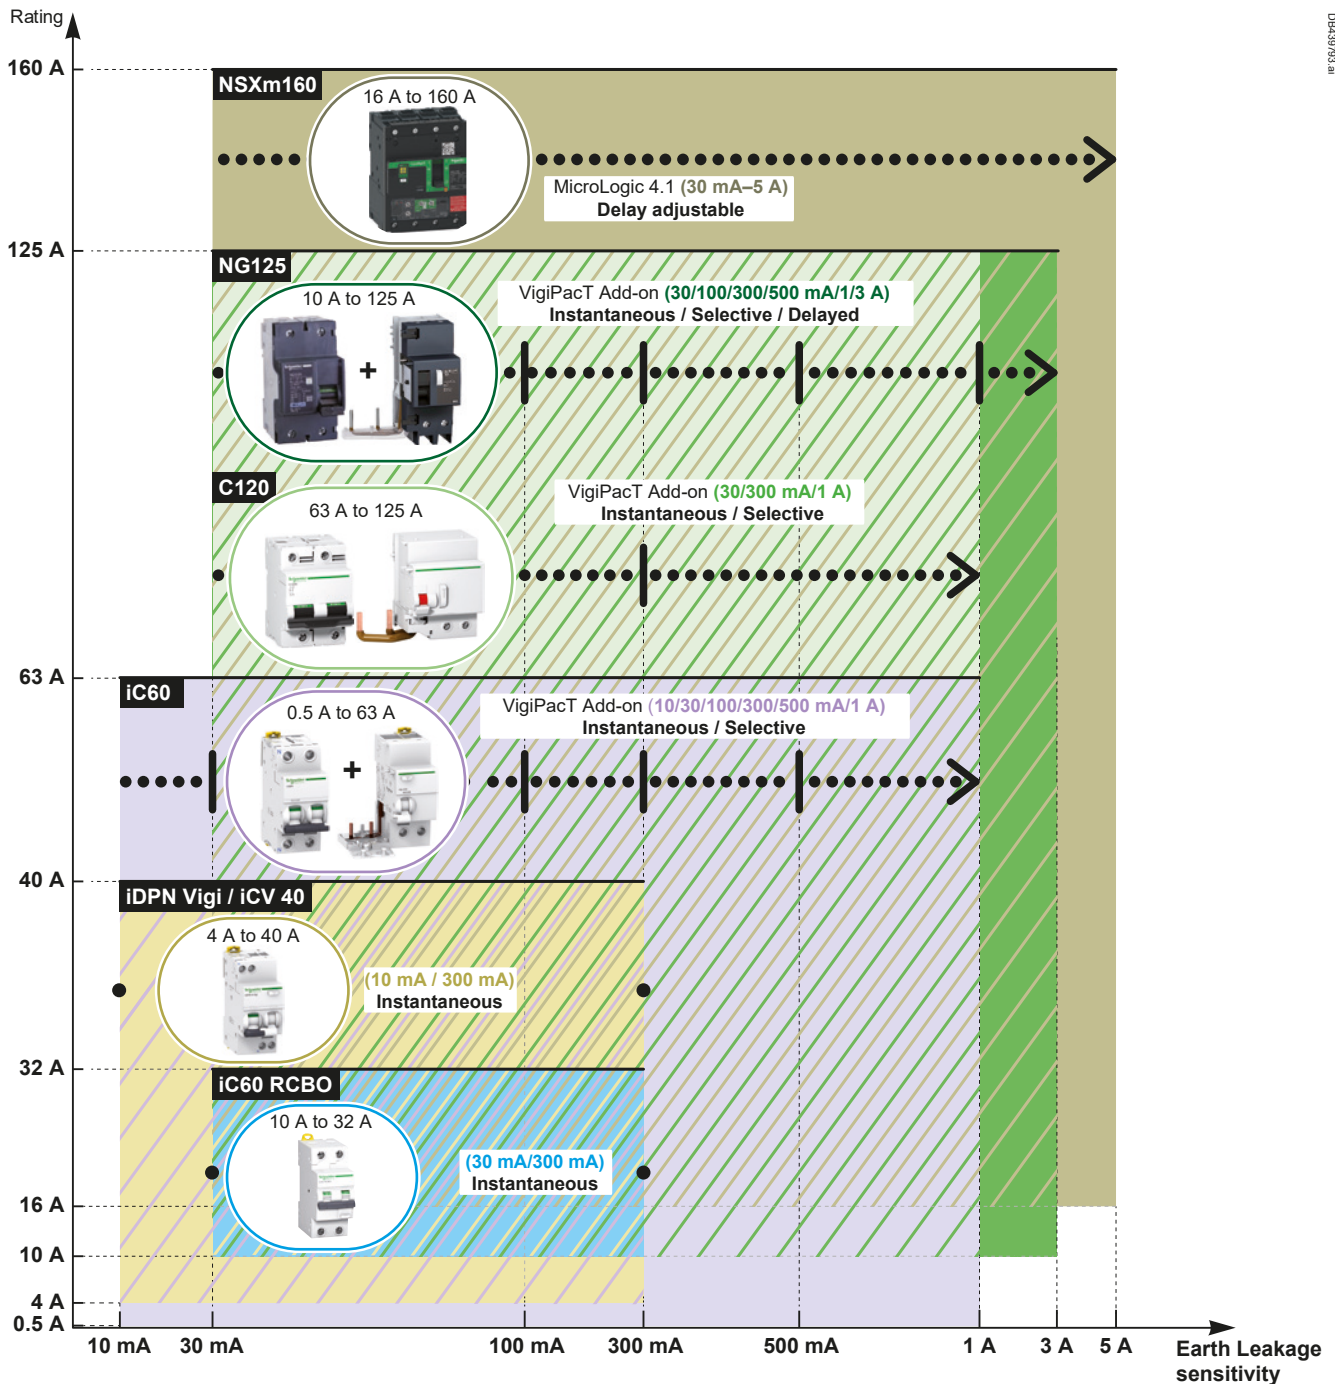 Rating
DB439793.ai
160 A
NSXm160
16 A to 160 A
MicroLogic 4.1 (30 mA–5 A)
Delay adjustable
125 A
NG125
10 A to 125 A
VigiPacT Add-on (30/100/300/500 mA/1/3 A)
Instantaneous / Selective / Delayed
+
C120
63 A to 125 A
VigiPacT Add-on (30/300 mA/1 A)
Instantaneous / Selective
63 A
iC60
0.5 A to 63 A
VigiPacT Add-on (10/30/100/300/500 mA/1 A)
Instantaneous / Selective
+
40 A
iDPN Vigi / iCV 40
4 A to 40 A
(10 mA / 300 mA)
Instantaneous
32 A
iC60 RCBO
10 A to 32 A
(30 mA/300 mA)
Instantaneous
16 A
10 A
4 A
0.5 A
10 mA 30 mA 100 mA 300 mA 500 mA 1 A 3 A 5 A
Earth Leakage
sensitivity